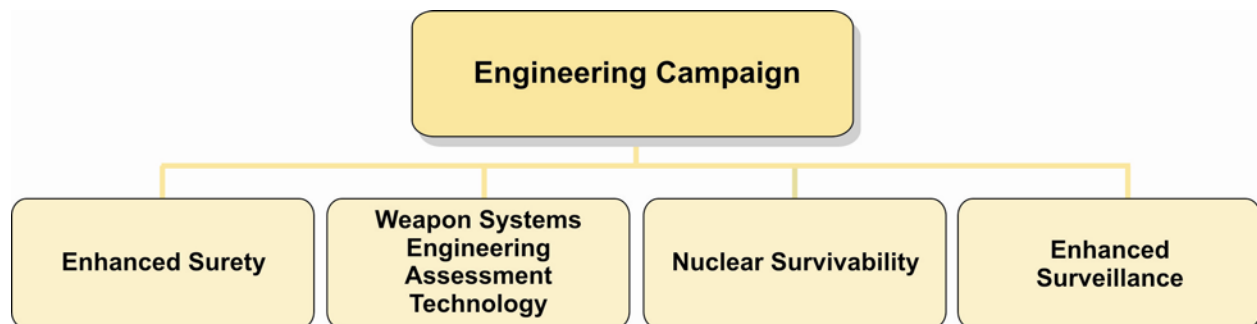 Engineering Campaign
Enhanced Surety
Weapon Systems
Engineering
Assessment
Technology
Nuclear Survivability
Enhanced
Surveillance